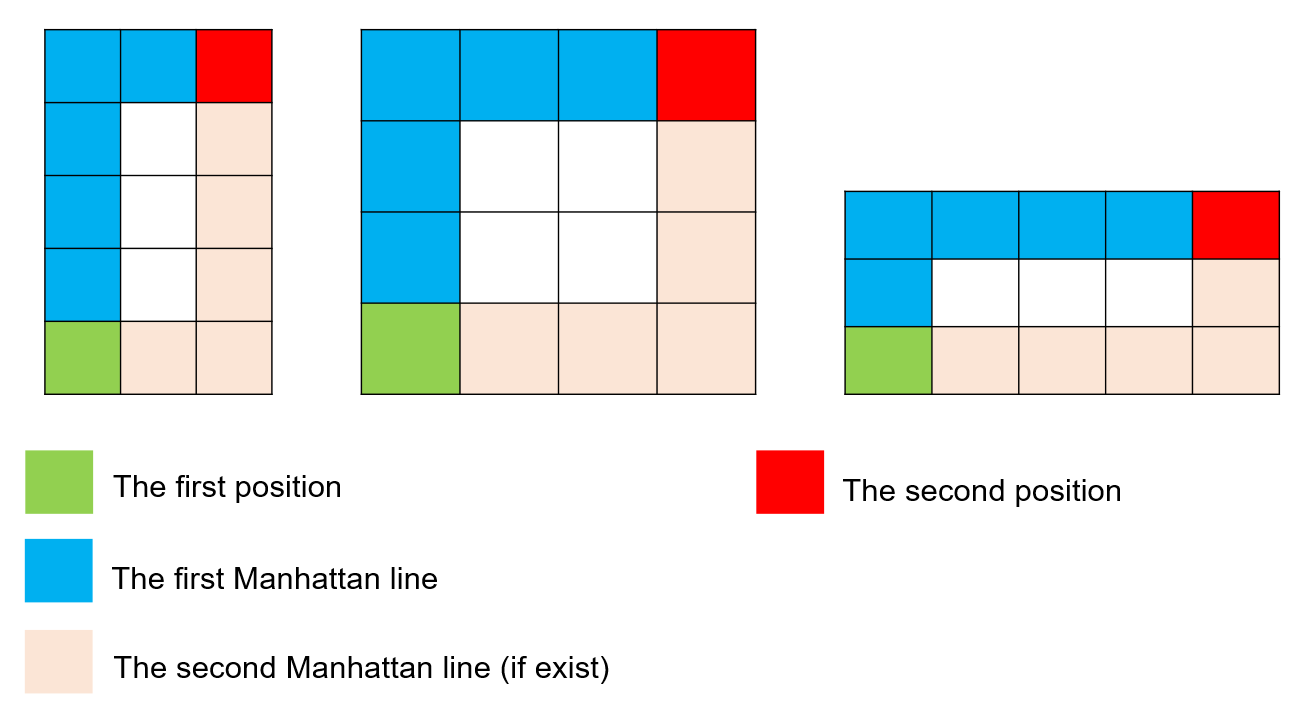 The first position
The second position
The first Manhattan line
The second Manhattan line (if exist)